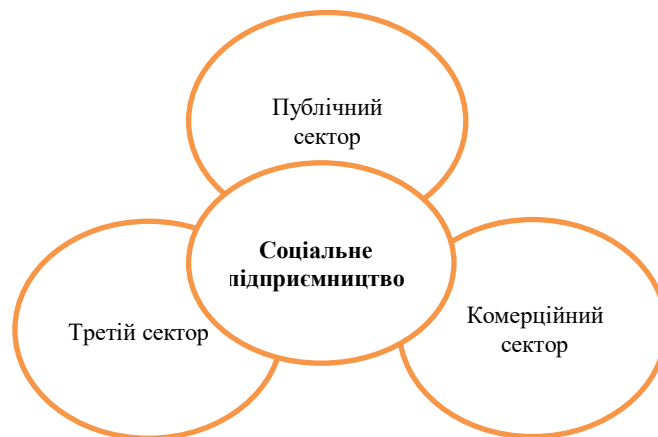 Публічний
сектор
Соціальне
підприємництво
Третій сектор
Комерційний
сектор